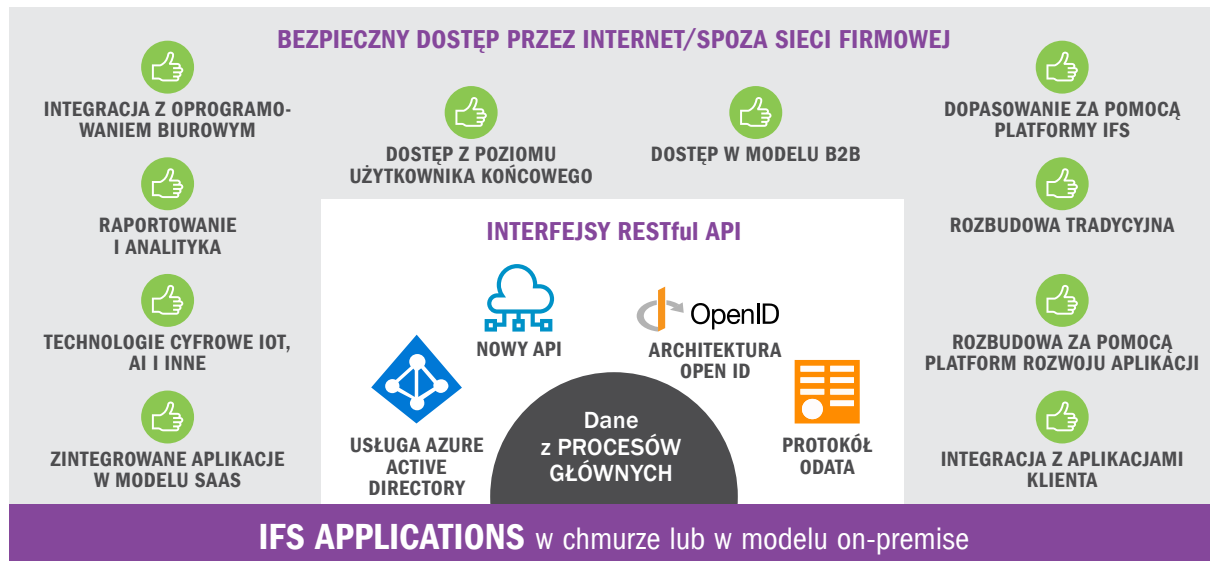 BEZPIECZNY DOSTĘP PRZEZ INTERNET/SPOZA SIECI FIRMOWEJ
INTEGRACJA Z OPROGRAMO-
WANIEM BIUROWYM
RAPORTOWANIE
I ANALITYKA
TECHNOLOGIE CYFROWE IOT,
AI I INNE
ZINTEGROWANE APLIKACJE
W MODELU SAAS
DOSTĘP Z POZIOMU
UŻYTKOWNIKA KOŃCOWEGO
DOSTĘP W MODELU B2B
DOPASOWANIE ZA POMOCĄ
PLATFORMY IFS
ROZBUDOWA TRADYCYJNA
ROZBUDOWA ZA POMOCĄ
PLATFORM ROZWOJU APLIKACJI
INTEGRACJA Z APLIKACJAMI
KLIENTA
INTERFEJSY RESTful API
NOWY API
OpenID
ARCHITEKTURA
OPEN ID
USŁUGA AZURE
ACTIVE
DIRECTORY
Dane
z PROCESÓW
GŁÓWNYCH
PROTOKÓŁ
ODATA
IFS APPLICATIONS w chmurze lub w modelu on-premise